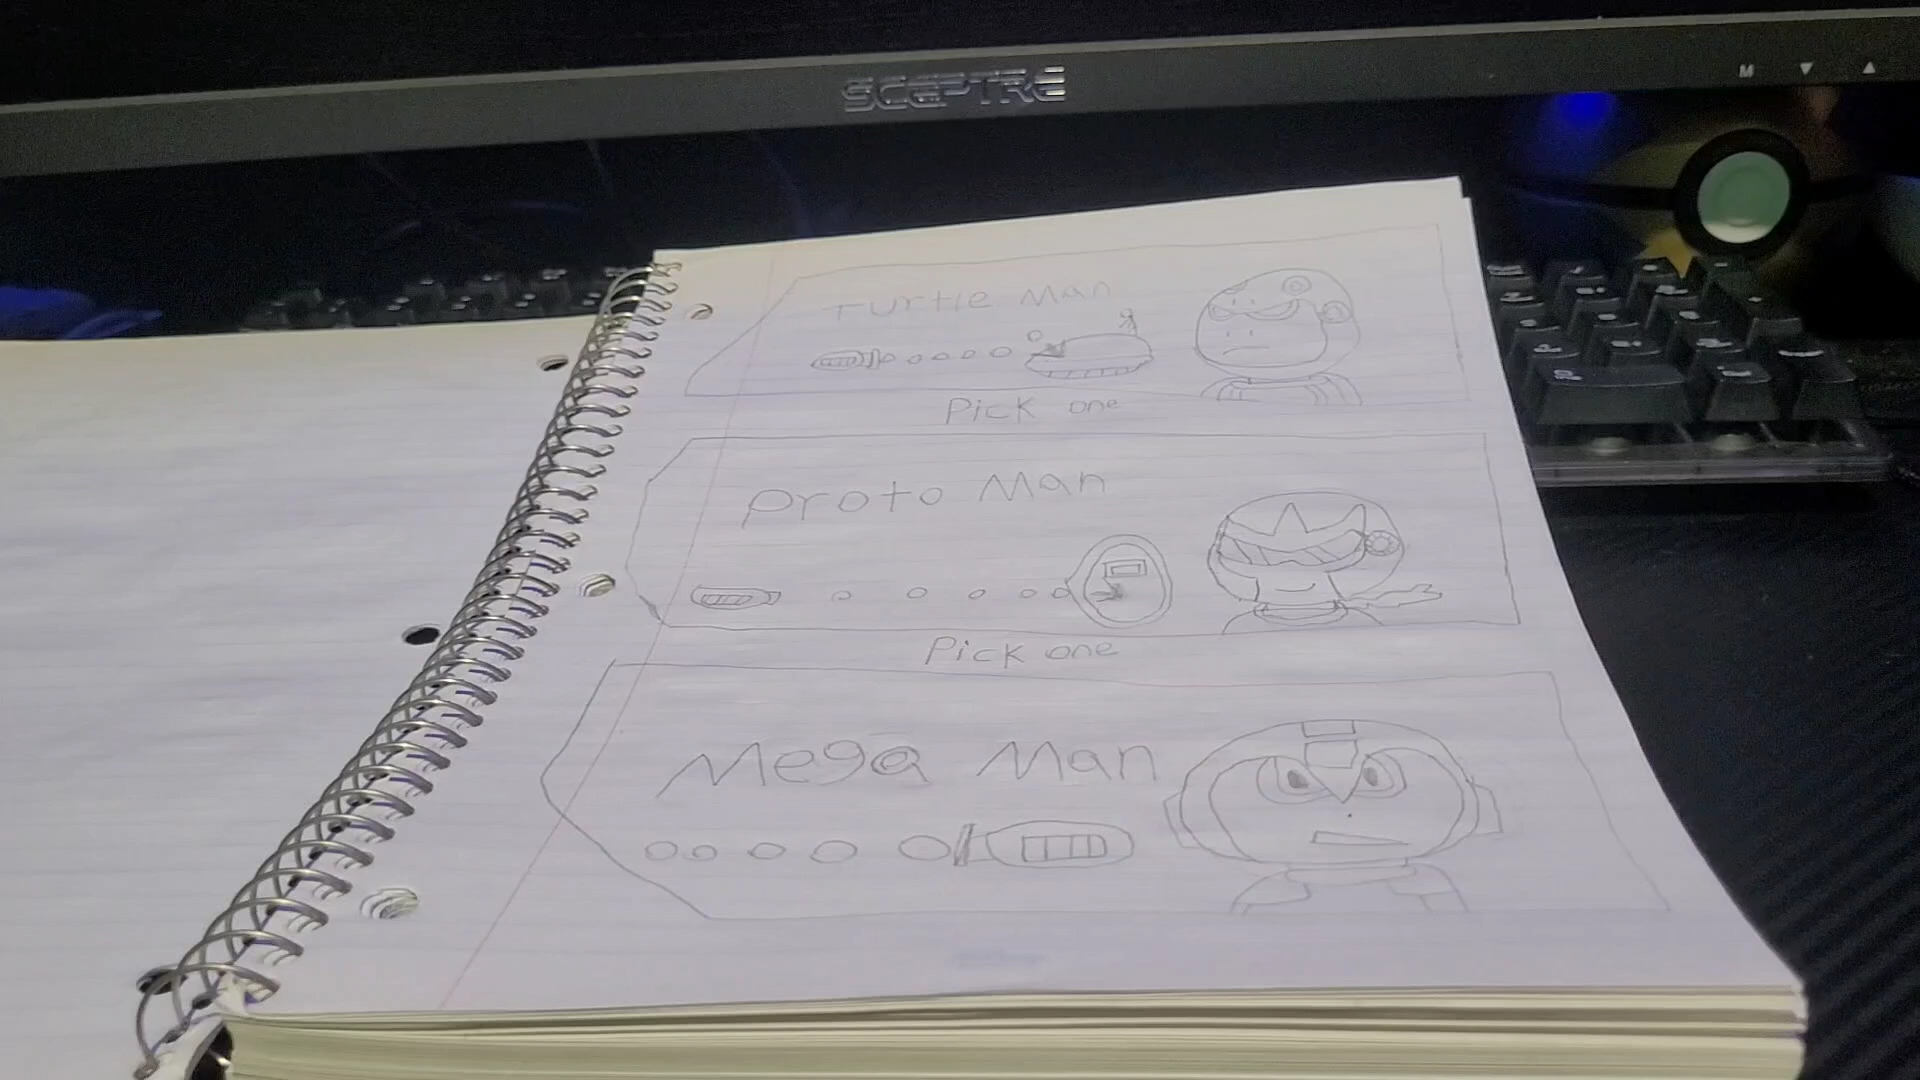 SCEPTRE
M
Turtle Man
Pick one
Proto Man
Pick one
Mega Man